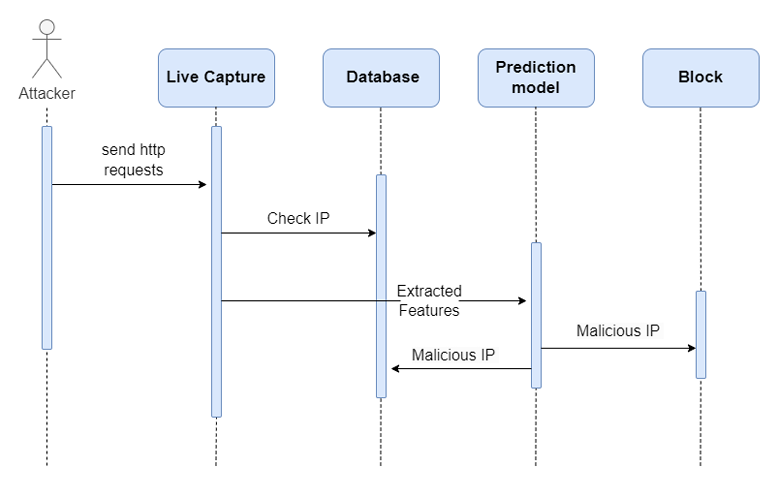 Attacker
Live Capture
Database
Prediction
model
Block
send http
requests
Check IP
Extracted
Features
Malicious IP
Malicious IP